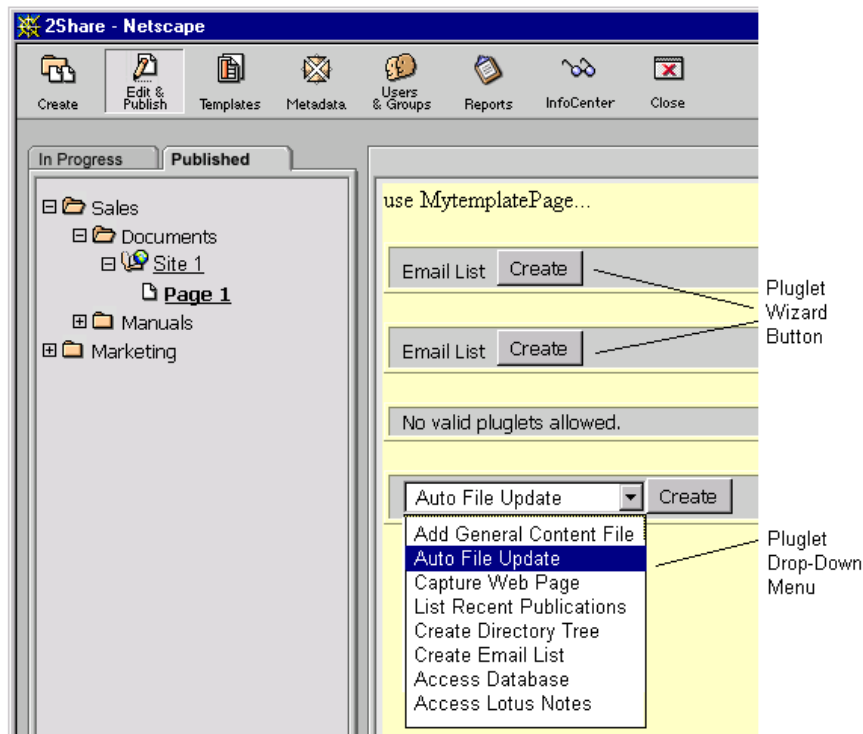 2Share - Netscape
Create
Edit &
Publish
Templates
Metadata
Users
& Groups
Reports
InfoCenter
Close
In Progress
Published
Sales
Documents
Site 1
Page 1
Manuals
Marketing
use MytemplatePage...
Email List Create
Email List Create
No valid pluglets allowed.
Auto File Update Create
Add General Content File
Auto File Update
Capture Web Page
List Recent Publications
Create Directory Tree
Create Email List
Access Database
Access Lotus Notes
Pluglet
Wizard
Button
Pluglet
Drop-Down
Menu